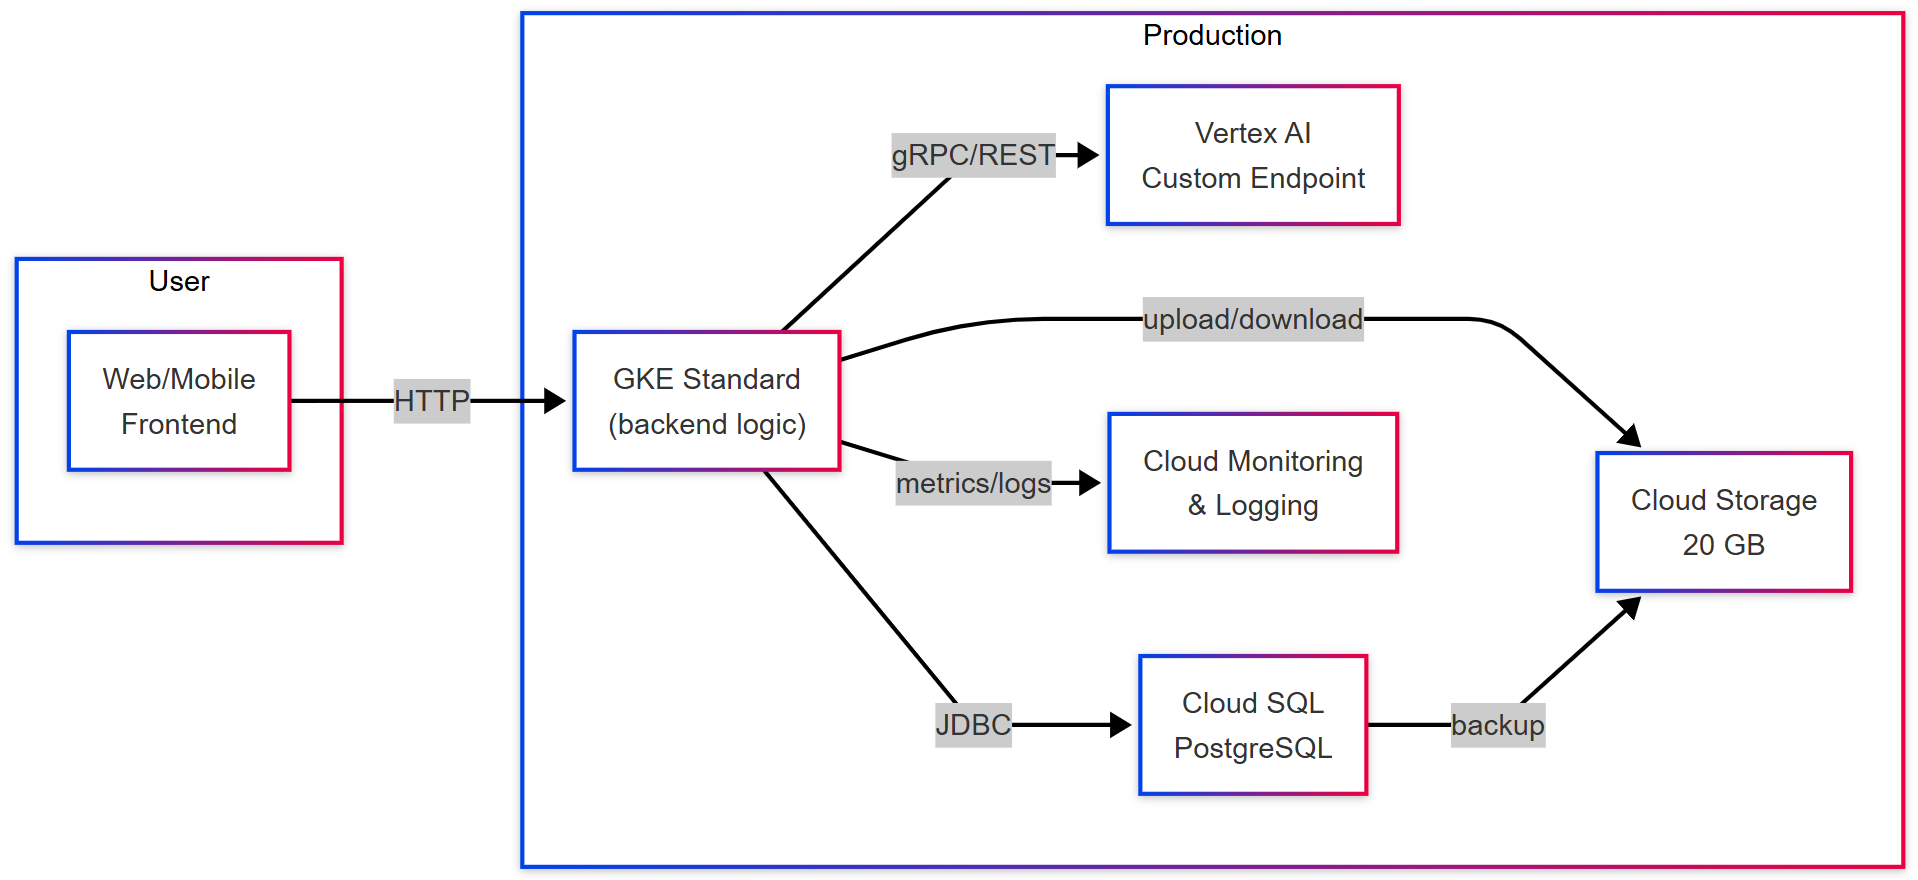 Production
Vertex AI
Custom Endpoint
gRPC/REST
User
Web/Mobile
Frontend
HTTP
GKE Standard
(backend logic)
upload/download
metrics/logs
Cloud Monitoring
& Logging
Cloud Storage
20 GB
JDBC
Cloud SQL
PostgreSQL
backup